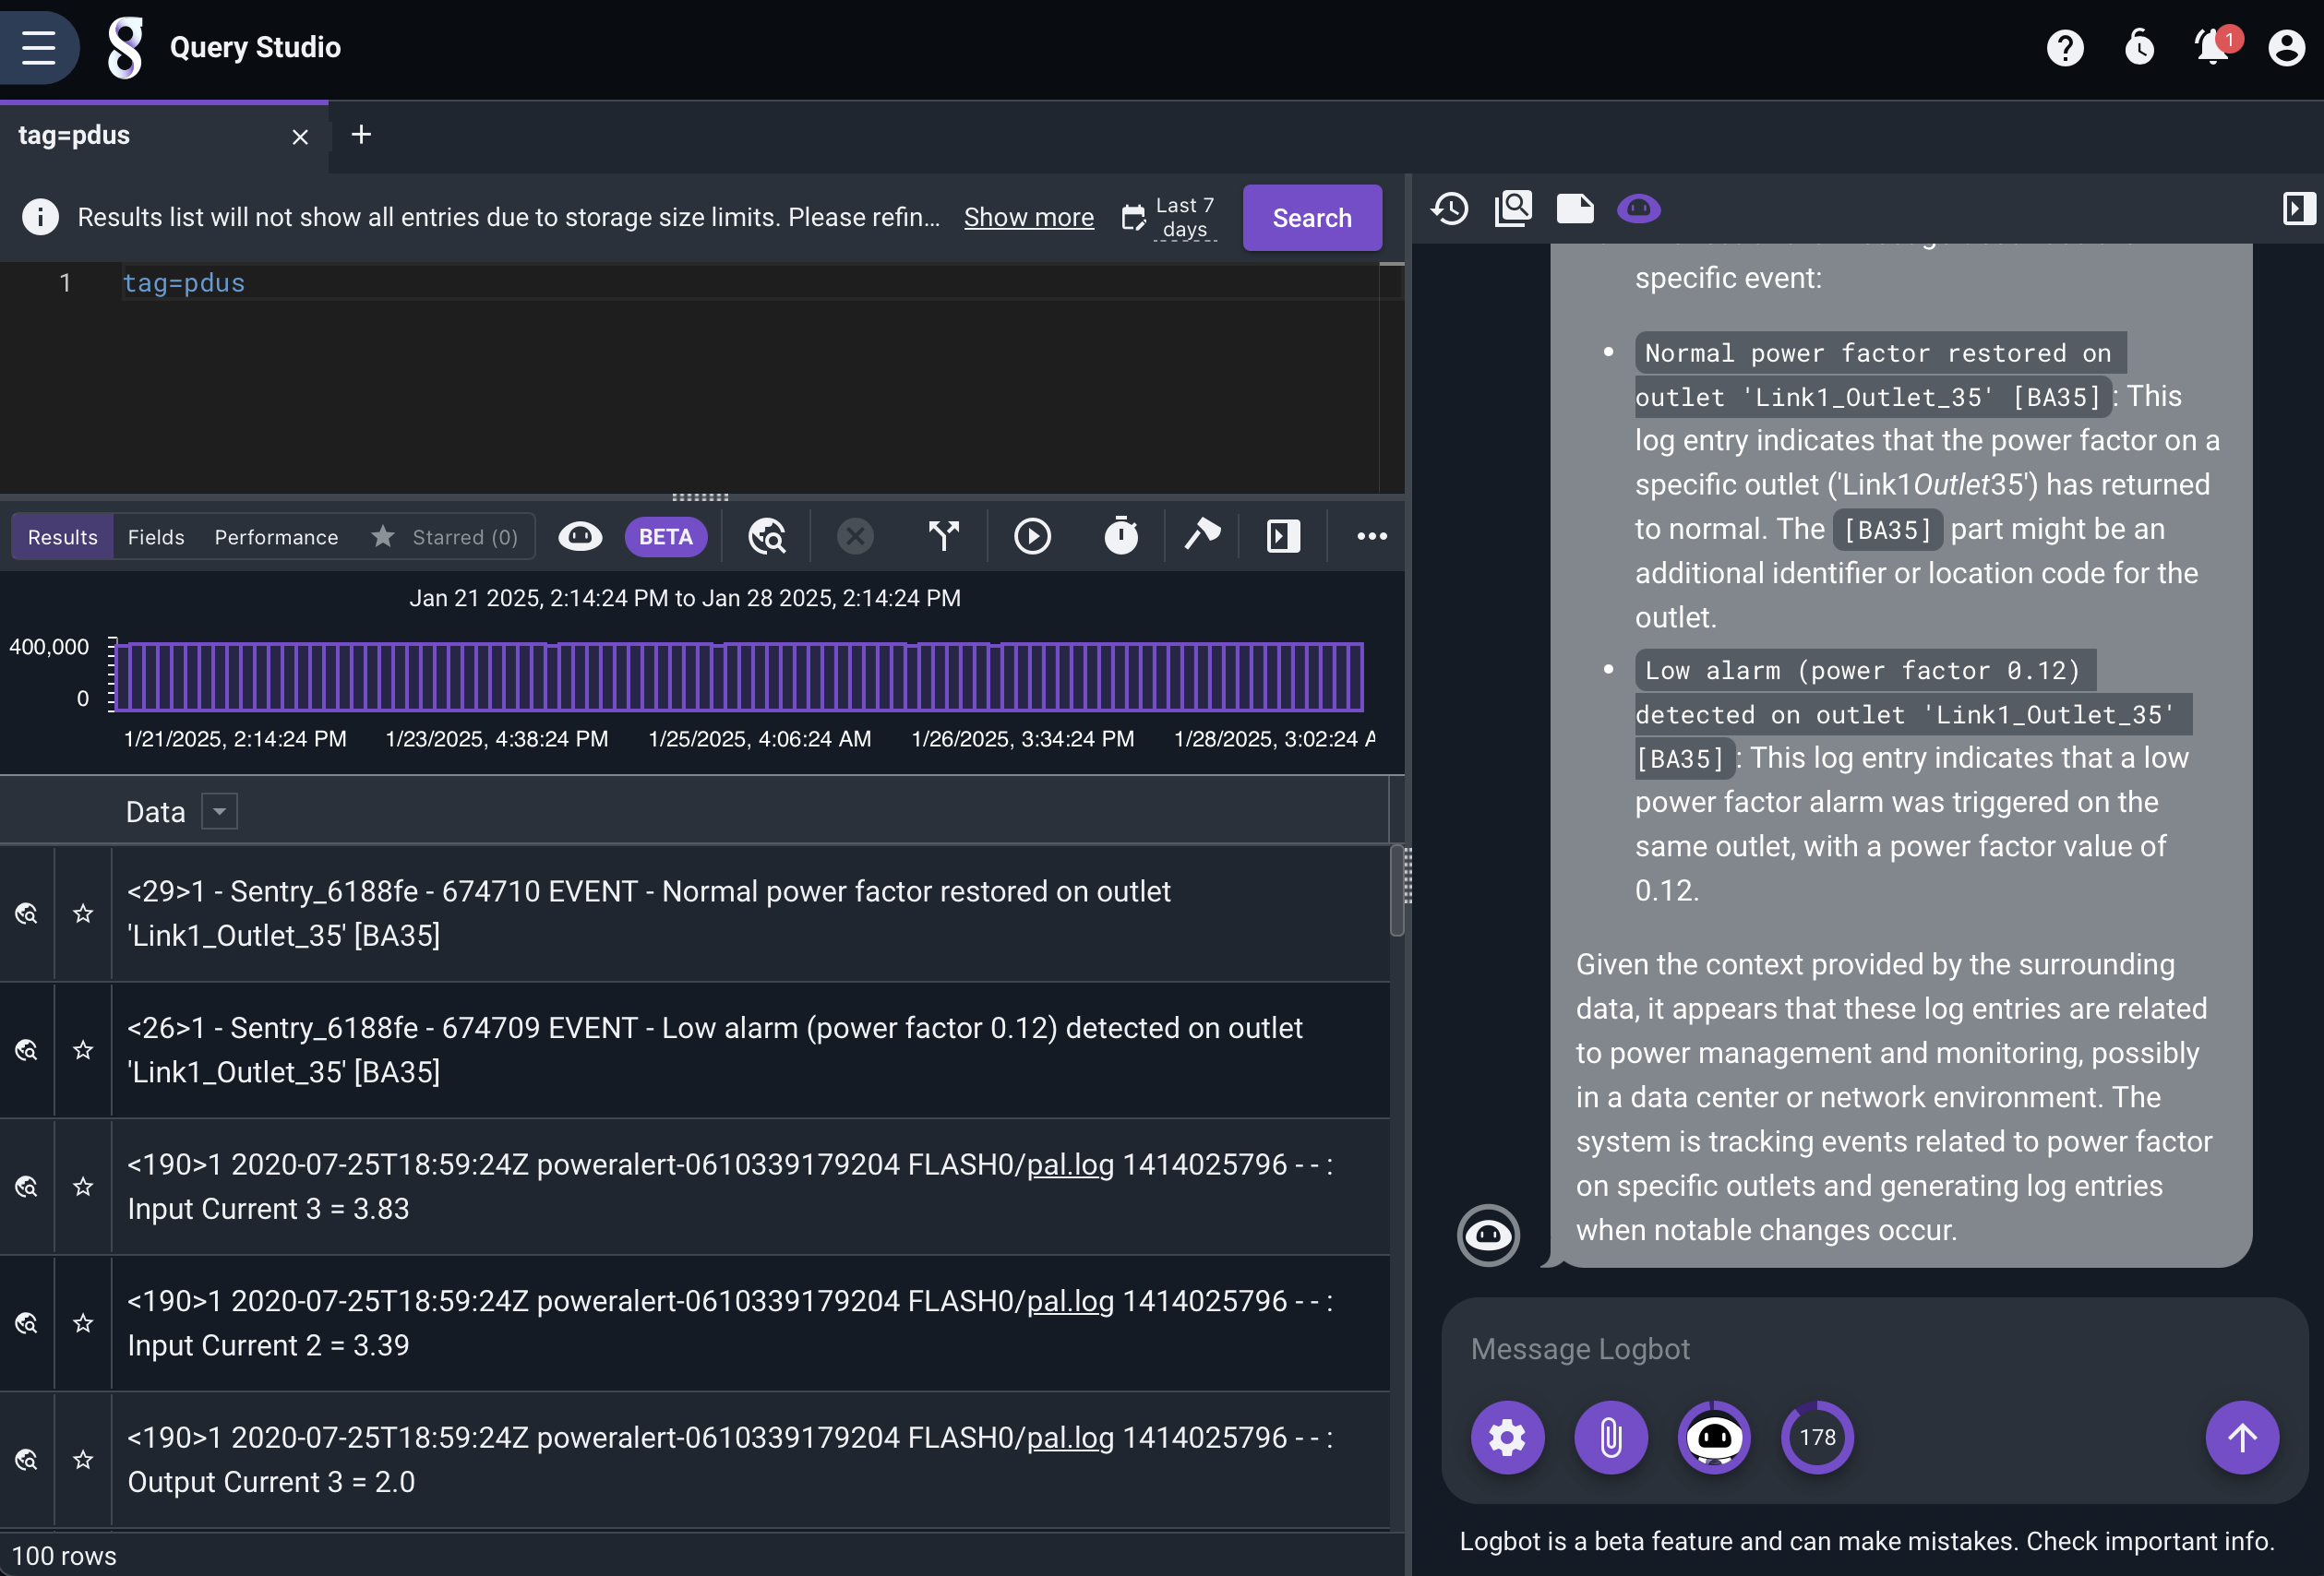 Query Studio
1
tag=pdus
Results list will not show all entries due to storage size limits. Please refin... Show more
Last 7
days
Search
1 tag=pdus
Results Fields Performance Starred (0) BETA
Jan 21 2025, 2:14:24 PM to Jan 28 2025, 2:14:24 PM
400,000
0
1/21/2025, 2:14:24 PM 1/23/2025, 4:38:24 PM 1/25/2025, 4:06:24 AM 1/26/2025, 3:34:24 PM 1/28/2025, 3:02:24 A
Data
<29>1 - Sentry_6188fe - 674710 EVENT - Normal power factor restored on outlet
'Link1_Outlet_35' [BA35]
<26>1 - Sentry_6188fe - 674709 EVENT - Low alarm (power factor 0.12) detected on outlet
'Link1_Outlet_35' [BA35]
<190>1 2020-07-25T18:59:24Z poweralert-0610339179204 FLASH0/pal.log 1414025796 - - :
Input Current 3 = 3.83
<190>1 2020-07-25T18:59:24Z poweralert-0610339179204 FLASH0/pal.log 1414025796 - - :
Input Current 2 = 3.39
<190>1 2020-07-25T18:59:24Z poweralert-0610339179204 FLASH0/pal.log 1414025796 - - :
Output Current 3 = 2.0
100 rows
specific event:
• Normal power factor restored on
outlet 'Link1_Outlet_35' [BA35]: This
log entry indicates that the power factor on a
specific outlet ('Link1Outlet35') has returned
to normal. The [BA35] part might be an
additional identifier or location code for the
outlet.
• Low alarm (power factor 0.12)
detected on outlet 'Link1_Outlet_35'
[BA35]: This log entry indicates that a low
power factor alarm was triggered on the
same outlet, with a power factor value of
0.12.
Given the context provided by the surrounding
data, it appears that these log entries are related
to power management and monitoring, possibly
in a data center or network environment. The
system is tracking events related to power factor
on specific outlets and generating log entries
when notable changes occur.
Message Logbot
178
Logbot is a beta feature and can make mistakes. Check important info.